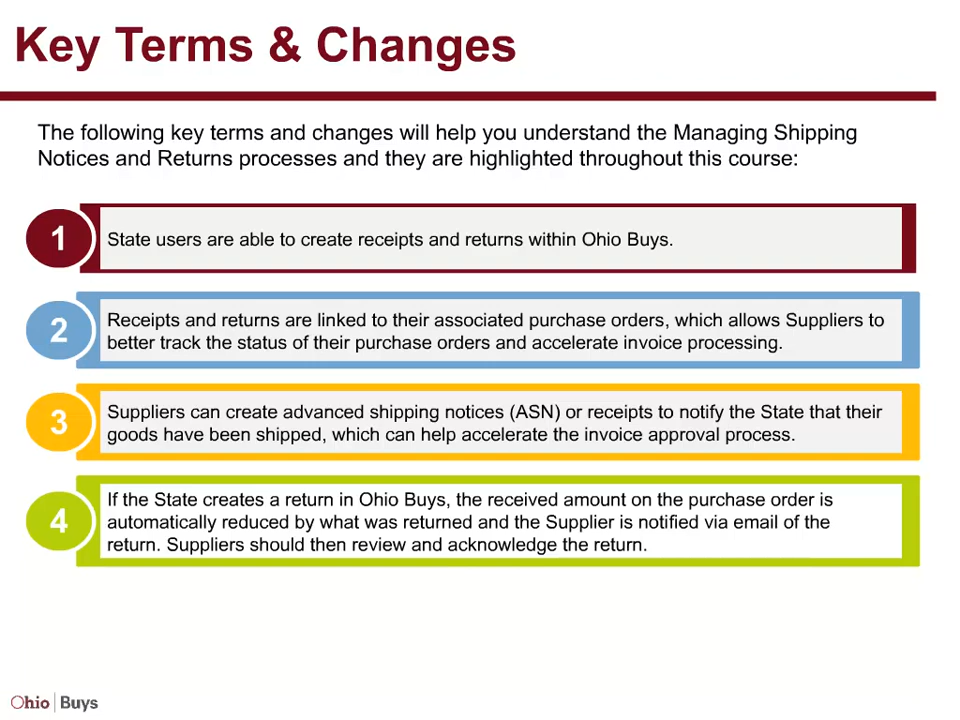 Key Terms & Changes
The following key terms and changes will help you understand the Managing Shipping
Notices and Returns processes and they are highlighted throughout this course:
1
State users are able to create receipts and returns within Ohio Buys.
2
Receipts and returns are linked to their associated purchase orders, which allows Suppliers to
better track the status of their purchase orders and accelerate invoice processing.
3
Suppliers can create advanced shipping notices (ASN) or receipts to notify the State that their
goods have been shipped, which can help accelerate the invoice approval process.
4
If the State creates a return in Ohio Buys, the received amount on the purchase order is
automatically reduced by what was returned and the Supplier is notified via email of the
return. Suppliers should then review and acknowledge the return.
Ohio Buys